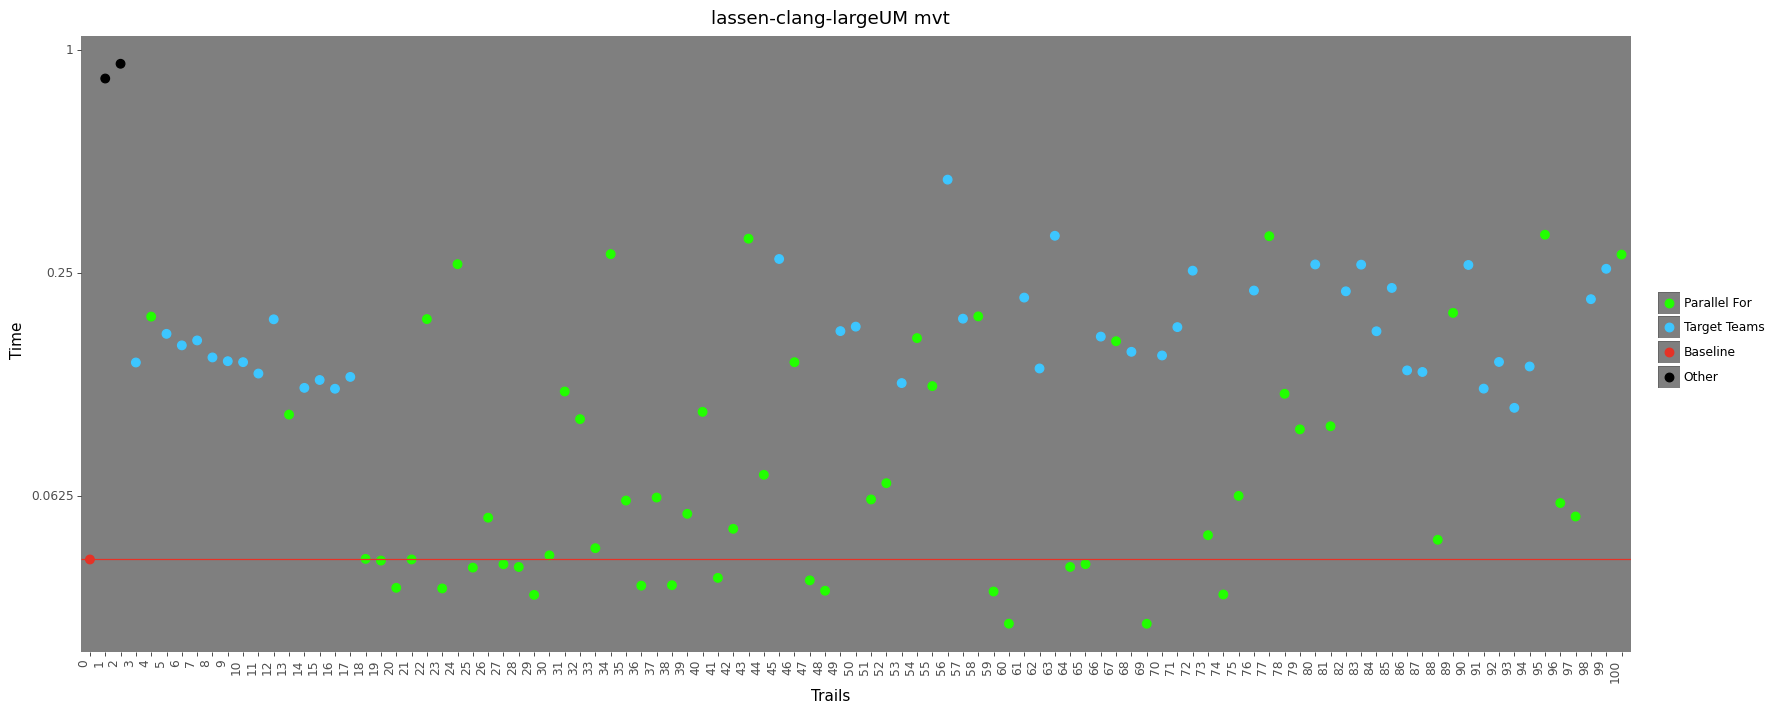 lassen-clang-largeUM mvt
Time
1
0.25
0.0625
0 1 2 3 4 5 6 7 8 9 10 11 12 13 14 15 16 17 18 19 20 21 22 23 24 25 26 27 28 29 30 31 32 33 34 35 36 37 38 39 40 41 42 43 44 45 46 47 48 49 50 51 52 53 54 55 56 57 58 59 60 61 62 63 64 65 66 67 68 69 70 71 72 73 74 75 76 77 78 79 80 81 82 83 84 85 86 87 88 89 90 91 92 93 94 95 96 97 98 99 100
Trails
Parallel For
Target Teams
Baseline
Other